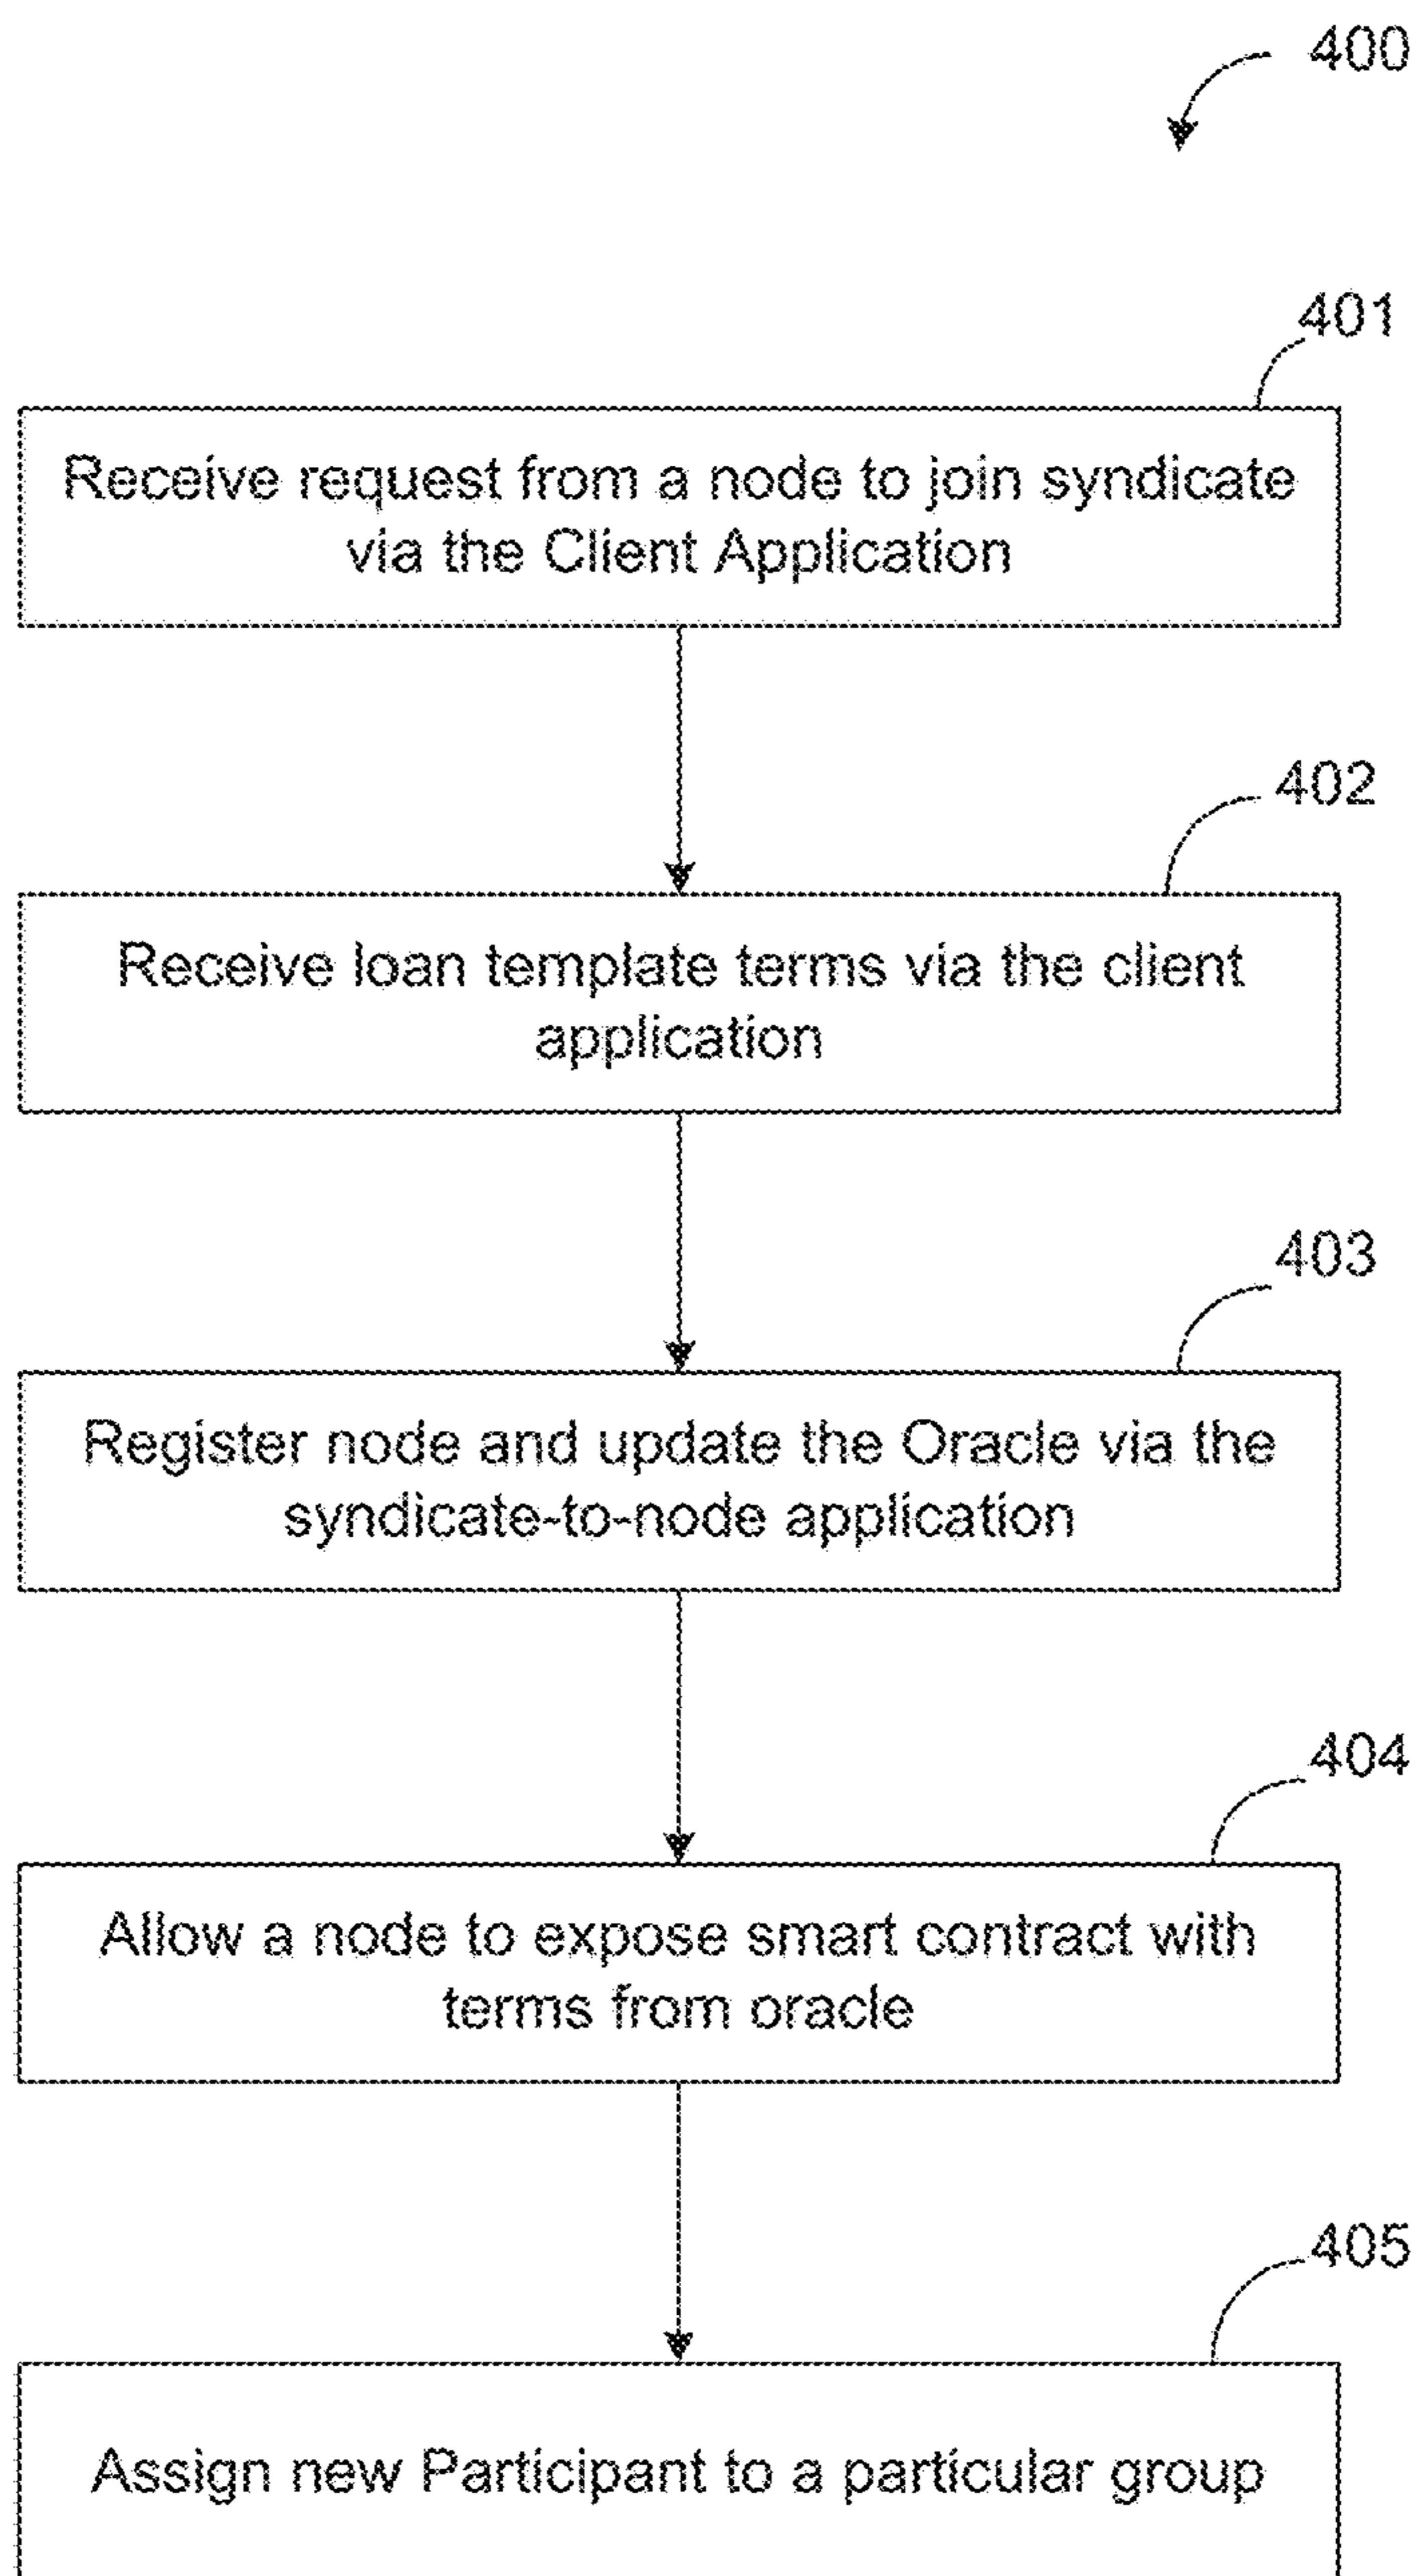 400
401
Receive request from a node to join syndicate
via the Client Application
402
Receive loan template terms via the client
application
403
Register node and update the Oracle via the
syndicate-to-node application
404
Allow a node to expose smart contract with
terms from oracle
405
Assign new Participant to a particular group